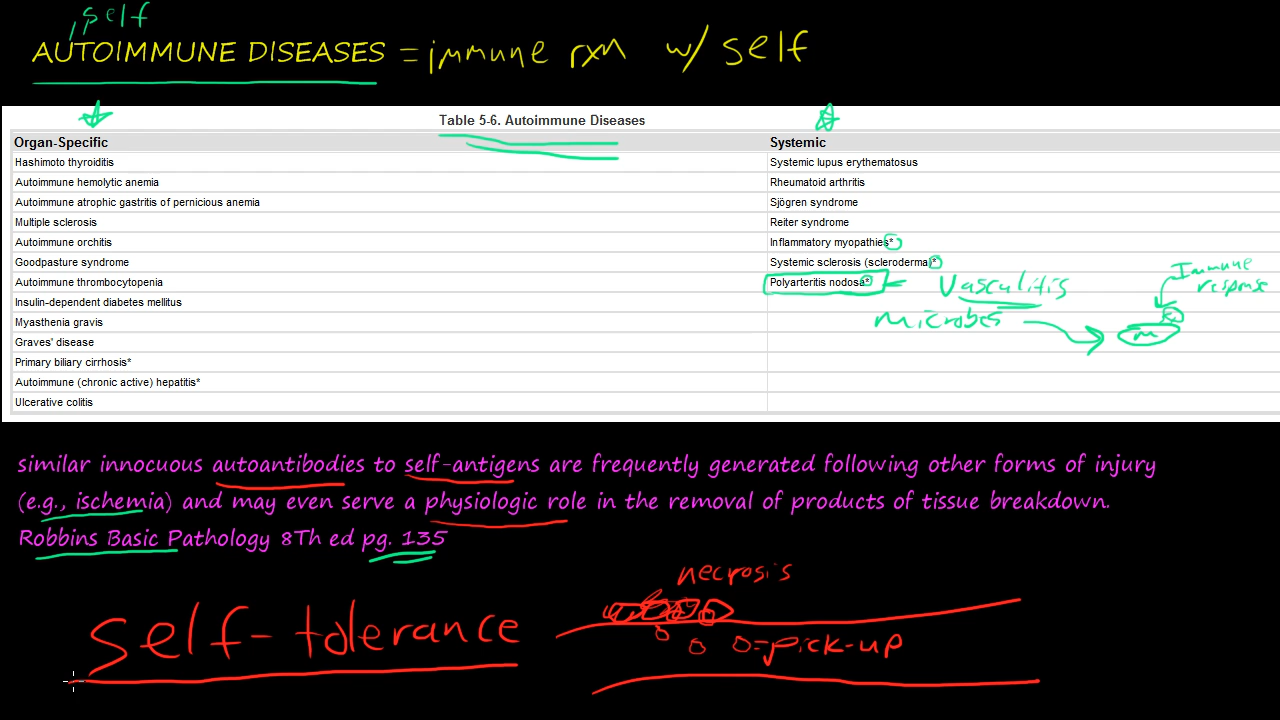 self
AUTOIMMUNE DISEASES = immune rxn w/ self
Table 5-6. Autoimmune Diseases
Organ-Specific Systemic
Hashimoto thyroiditis Systemic lupus erythematosus
Autoimmune hemolytic anemia Rheumatoid arthritis
Autoimmune atrophic gastritis of pernicious anemia Sjögren syndrome
Multiple sclerosis Reiter syndrome
Autoimmune orchitis Inflammatory myopathies*
Goodpasture syndrome Systemic sclerosis (scleroderma)*
Autoimmune thrombocytopenia Polyarteritis nodosa* Vasculitis
Immune
response
Insulin-dependent diabetes mellitus
Myasthenia gravis microbes m
Graves' disease
Primary biliary cirrhosis*
Autoimmune (chronic active) hepatitis*
Ulcerative colitis
similar innocuous autoantibodies to self-antigens are frequently generated following other forms of injury
(e.g., ischemia) and may even serve a physiologic role in the removal of products of tissue breakdown.
Robbins Basic Pathology 8Th ed pg. 135
necrosis
self-tolerance
o=pick-up